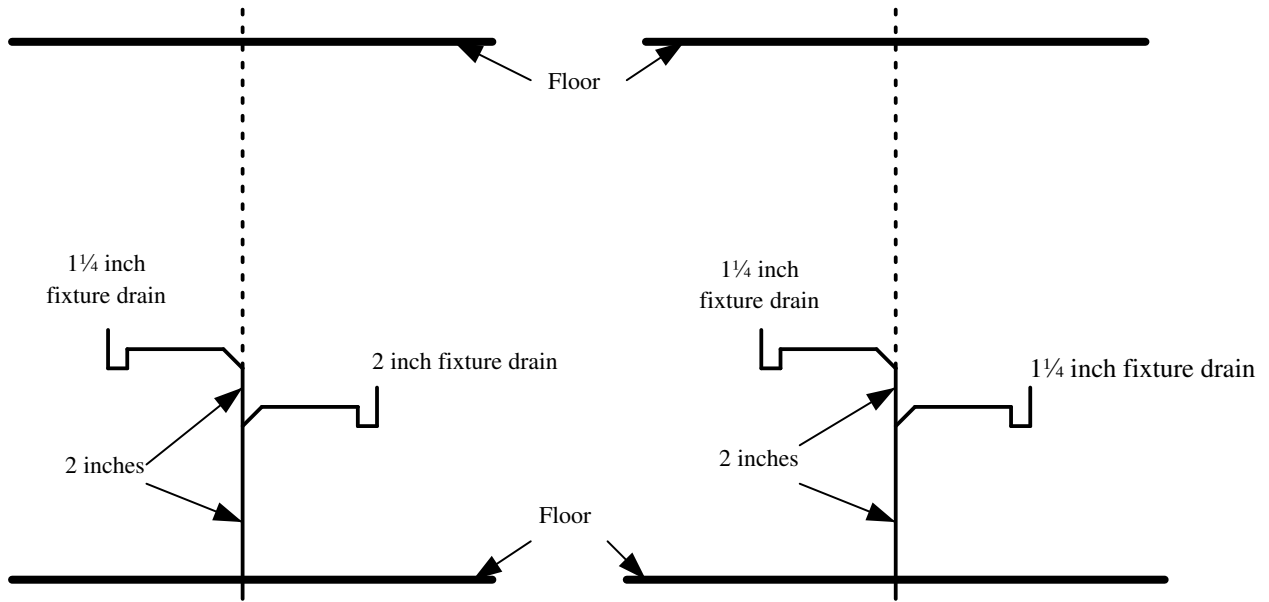 Floor
1¼ inch
fixture drain
1¼ inch
fixture drain
2 inch fixture drain
1¼ inch fixture drain
2 inches
2 inches
Floor